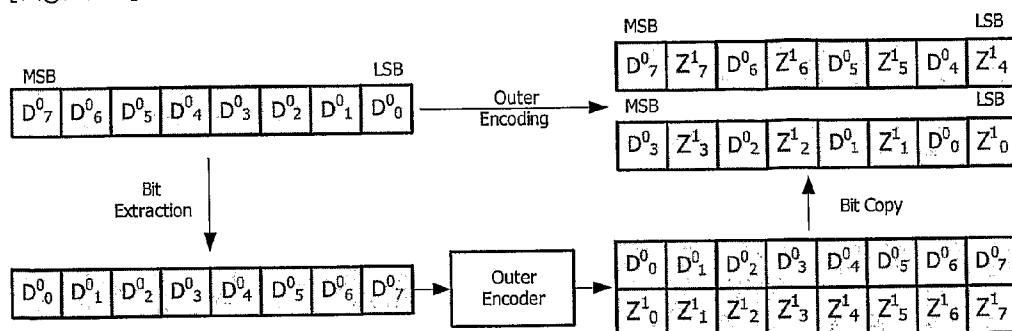 MSB LSB
D⁰₇ Z¹₇ D⁰₆ Z¹₆ D⁰₅ Z¹₅ D⁰₄ Z¹₄
MSB LSB
D⁰₇ D⁰₆ D⁰₅ D⁰₄ D⁰₃ D⁰₂ D⁰₁ D⁰₀
Outer
Encoding
MSB LSB
D⁰₃ Z¹₃ D⁰₂ Z¹₂ D⁰₁ Z¹₁ D⁰₀ Z¹₀
Bit
Extraction
Bit Copy
D⁰₀ D⁰₁ D⁰₂ D⁰₃ D⁰₄ D⁰₅ D⁰₆ D⁰₇
Outer
Encoder
D⁰₀ D⁰₁ D⁰₂ D⁰₃ D⁰₄ D⁰₅ D⁰₆ D⁰₇
Z¹₀ Z¹₁ Z¹₂ Z¹₃ Z¹₄ Z¹₅ Z¹₆ Z¹₇